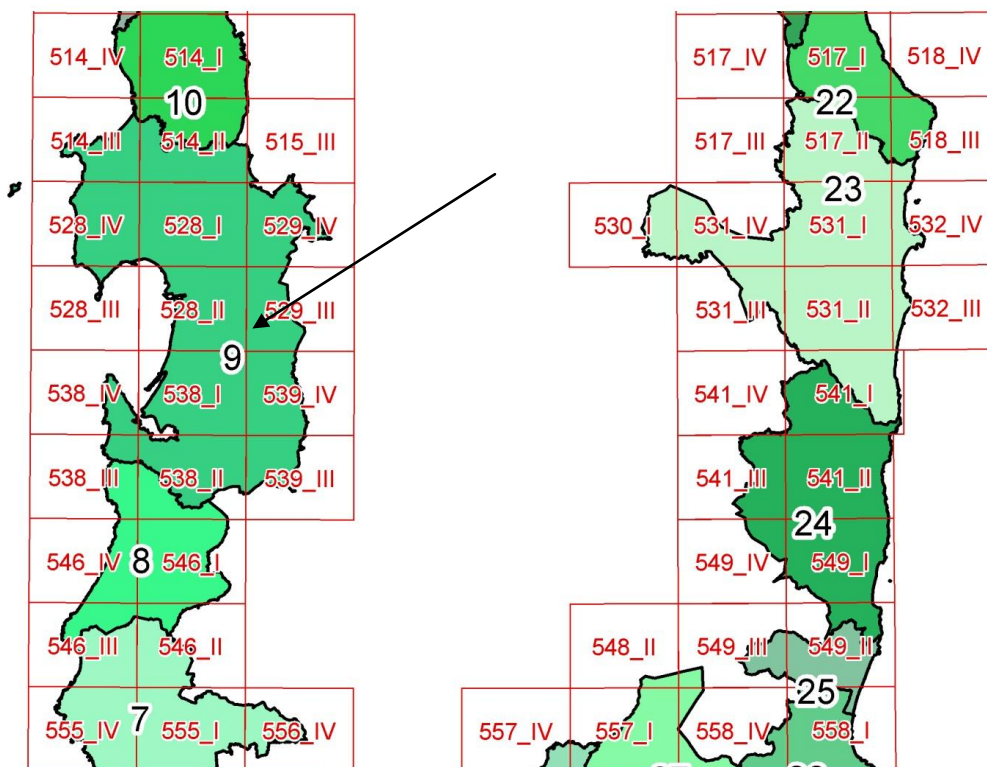 514_IV 514_I 517_IV 517_I 518_IV
10 22
514_III 514_II 515_III 517_III 517_II 518_III
23
528_IV 528_I 529_IV 530_I 531_IV 531_I 532_IV
528_III 528_II 529_III 531_III 531_II 532_III
9
538_IV 538_I 539_IV 541_IV 541_I
538_III 538_II 539_III 541_III 541_II
24
546_IV 8 546_I 549_IV 549_I
546_III 546_II 548_II 549_III 549_II
25
7
555_IV 555_I 556_IV 557_IV 557_I 558_IV 558_I